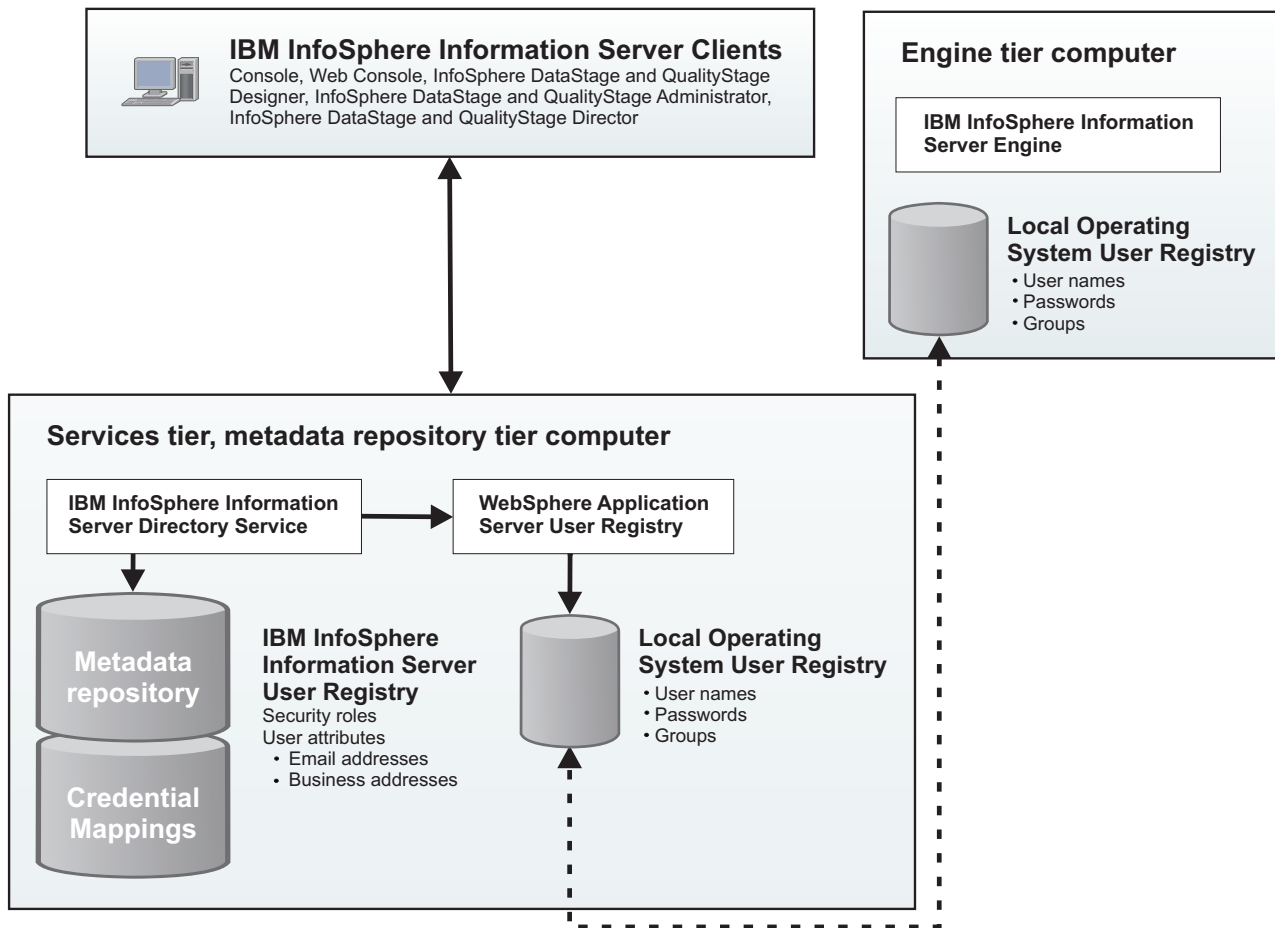 IBM InfoSphere Information Server Clients
Console, Web Console, InfoSphere DataStage and QualityStage
Designer, InfoSphere DataStage and QualityStage Administrator,
InfoSphere DataStage and QualityStage Director
Engine tier computer
IBM InfoSphere Information
Server Engine
Local Operating
System User Registry
• User names
• Passwords
• Groups
Services tier, metadata repository tier computer
IBM InfoSphere Information
Server Directory Service
WebSphere Application
Server User Registry
Metadata
repository
Credential
Mappings
IBM InfoSphere
Information Server
User Registry
Security roles
User attributes
• Email addresses
• Business addresses
Local Operating
System User Registry
• User names
• Passwords
• Groups